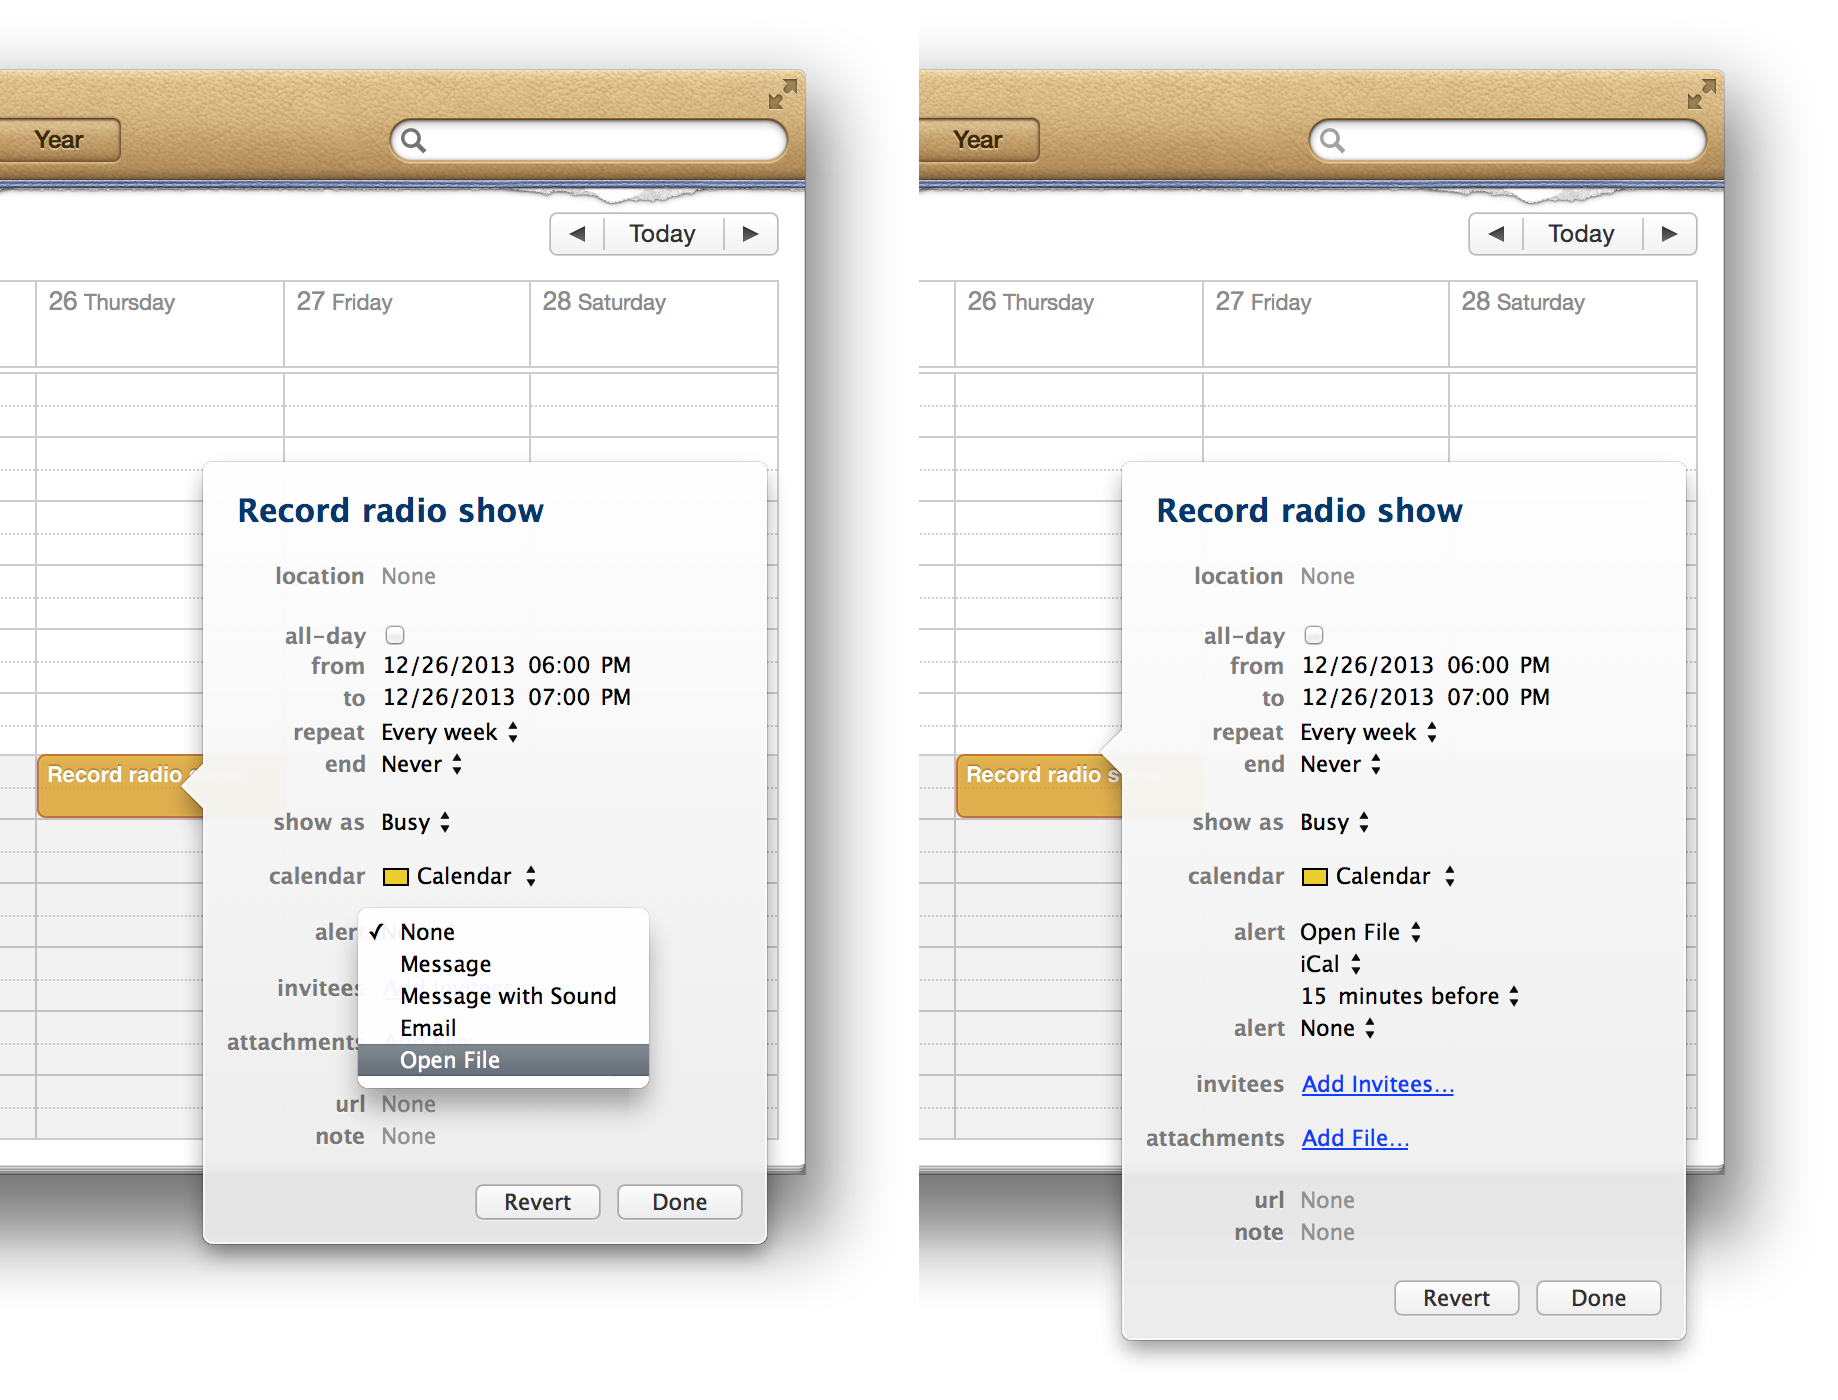 Year
Today
26 Thursday
27 Friday
28 Saturday
Record radio
Record radio show
location None
all-day
from 12/26/2013 06:00 PM
to 12/26/2013 07:00 PM
repeat Every week
end Never
show as Busy
calendar Calendar
aler
✓ None
Message
invitees
Message with Sound
Email
attachments
Open File
url None
note None
Revert
Done
Year
Today
26 Thursday
27 Friday
28 Saturday
Record radio s
Record radio show
location None
all-day
from 12/26/2013 06:00 PM
to 12/26/2013 07:00 PM
repeat Every week
end Never
show as Busy
calendar Calendar
alert Open File
iCal
15 minutes before
alert None
invitees Add Invitees...
attachments Add File...
url None
note None
Revert
Done